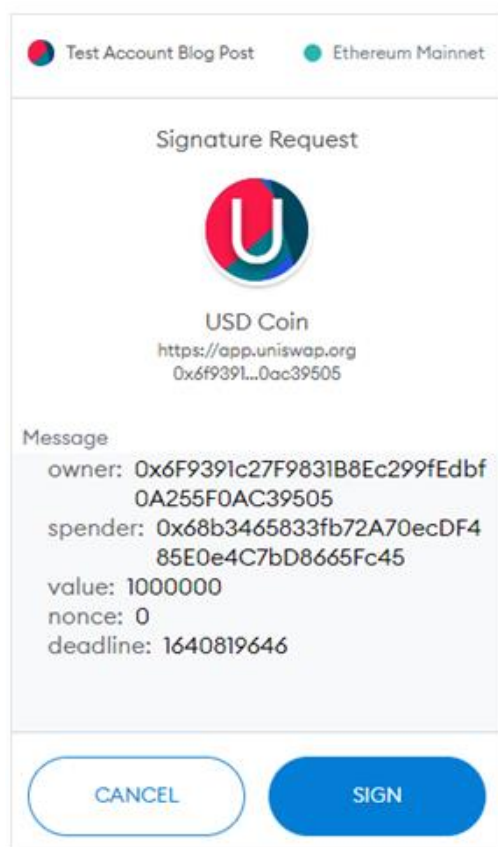 Test Account Blog Post Ethereum Mainnet
Signature Request
U
USD Coin
https://app.uniswap.org
0x6f9391...0ac39505
Message
owner: 0x6F9391c27F9831B8Ec299fEdbf
0A255F0AC39505
spender: 0x68b3465833fb72A70ecDF4
85E0e4C7bD8665Fc45
value: 1000000
nonce: 0
deadline: 1640819646
CANCEL SIGN